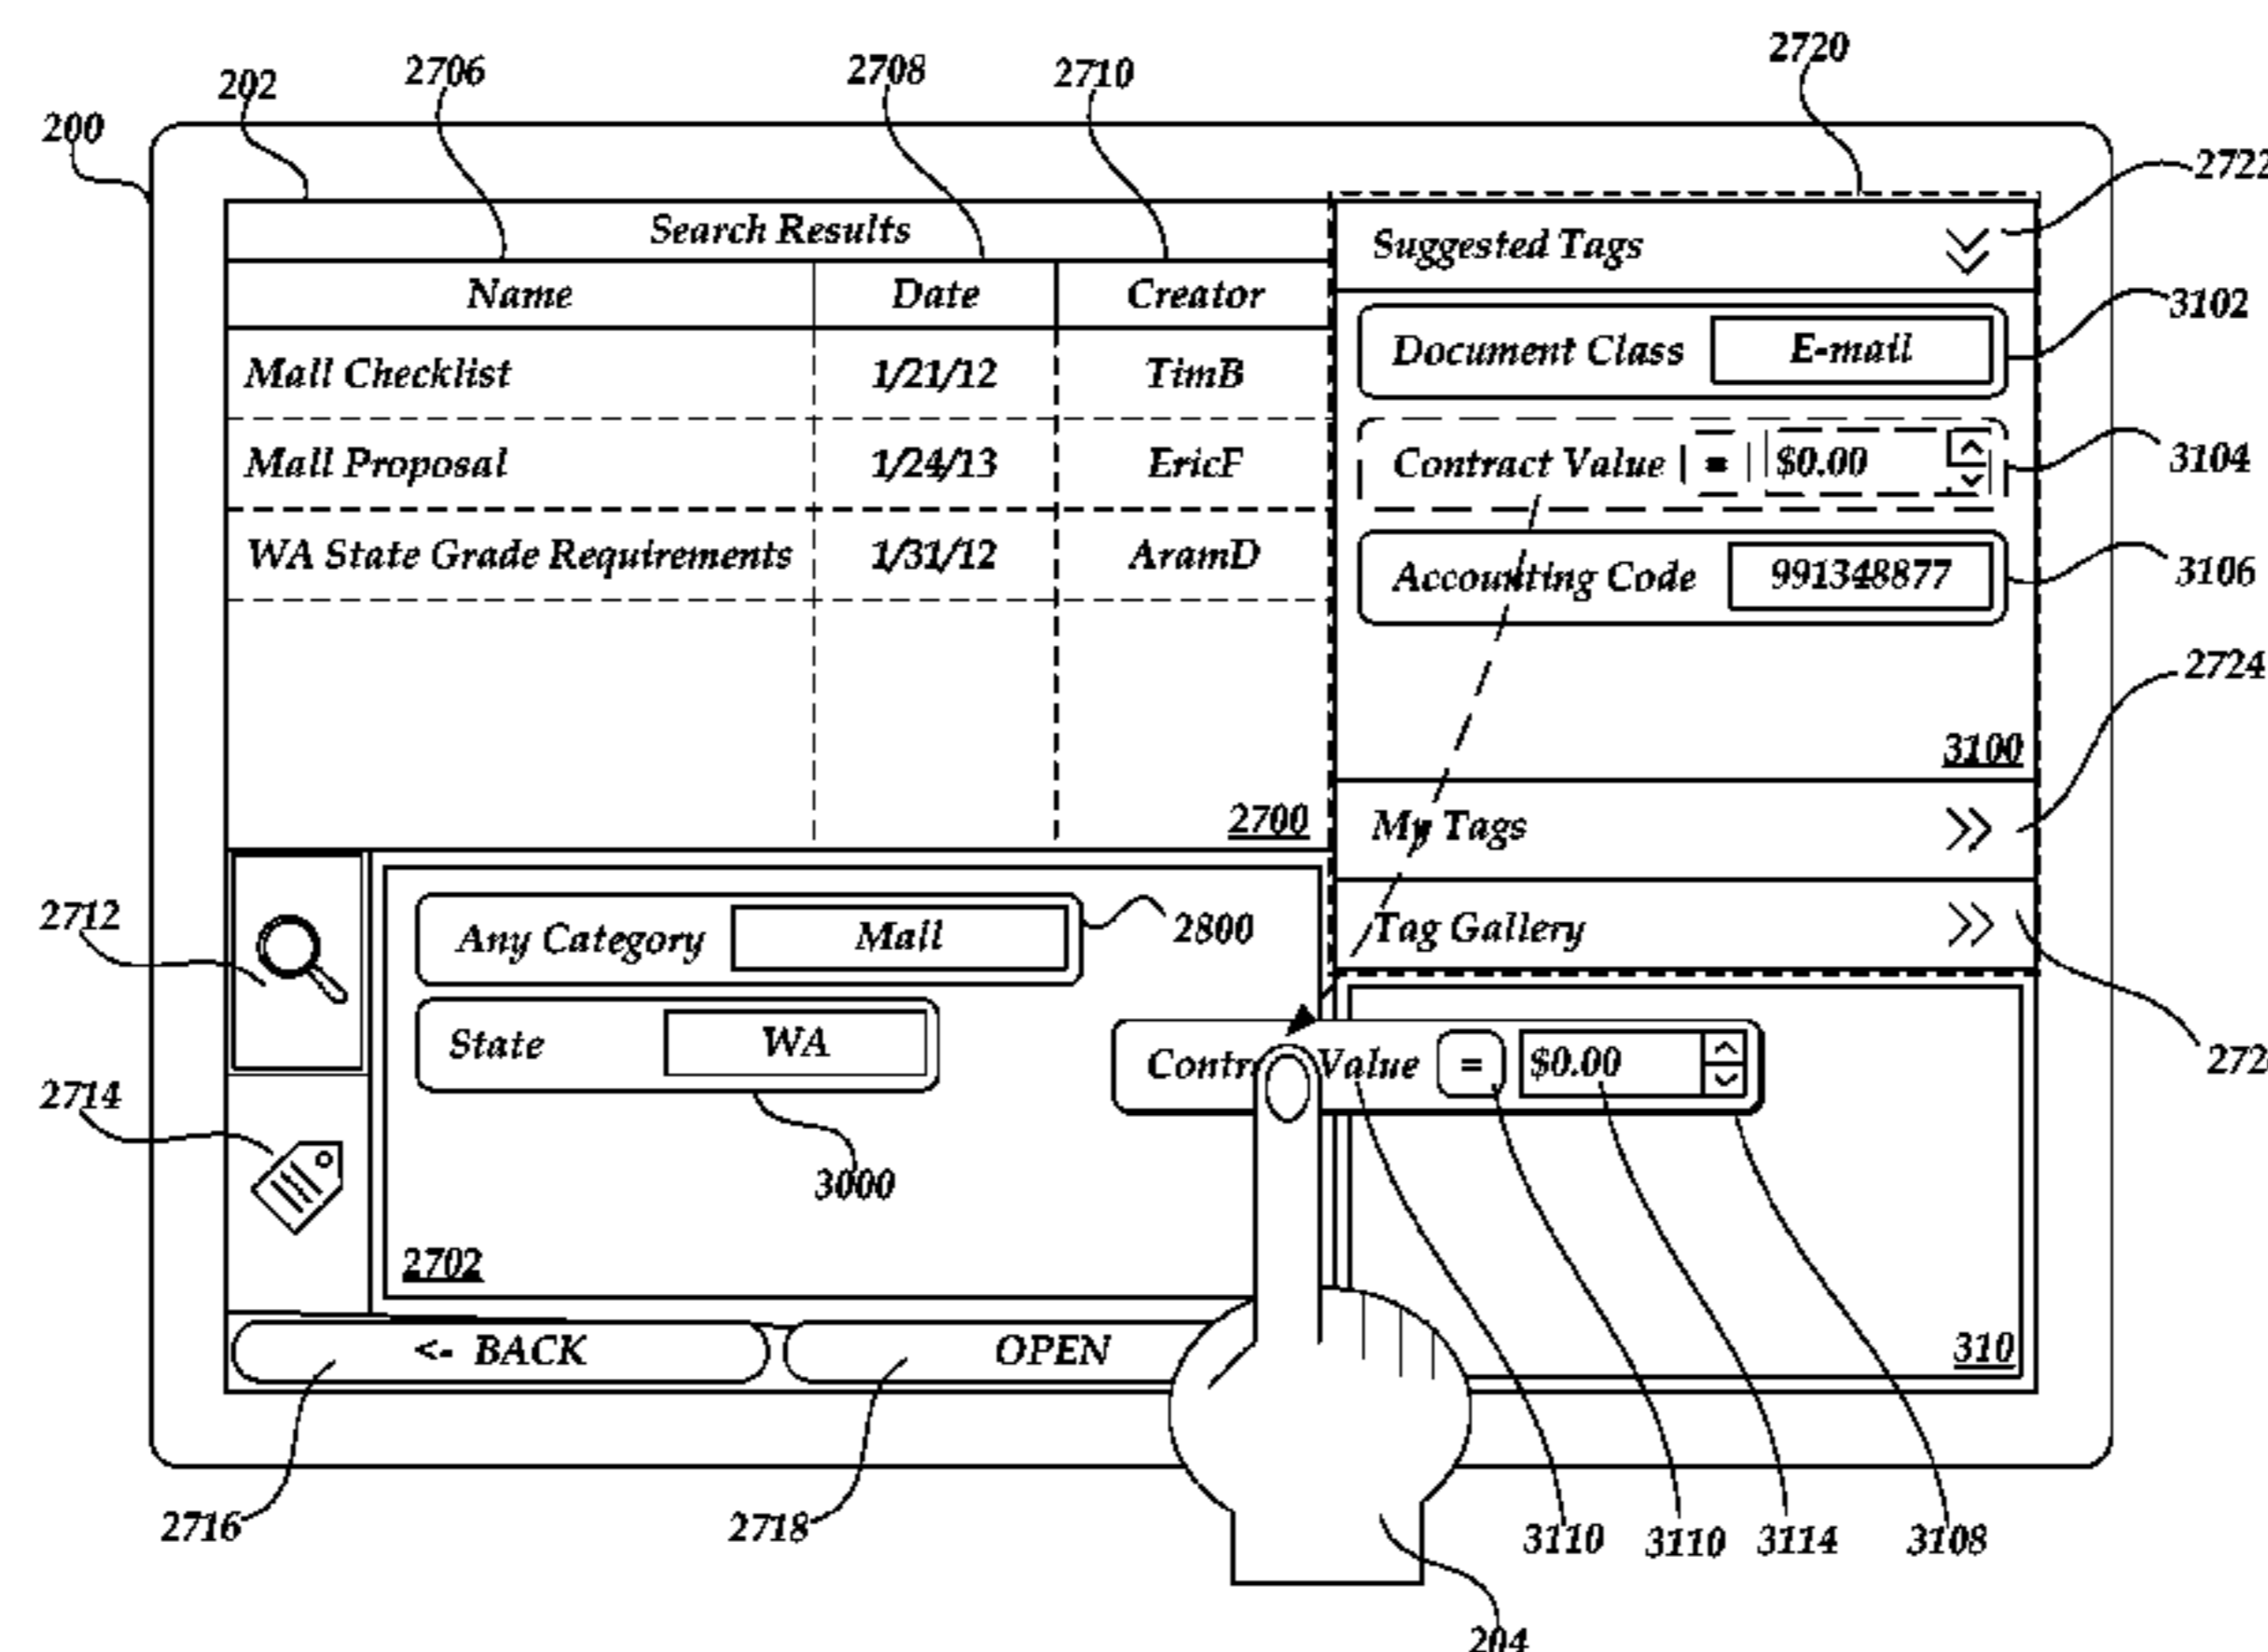 2720
2706
2708
2710
202
200
2722
Search Results
Suggested Tags
Name
Date
Creator
3102
Document Class
E-mail
Mall Checklist
1/21/12
TimB
Mall Proposal
1/24/13
EricF
Contract Value
=
$0.00
3104
WA State Grade Requirements
1/31/12
AramD
Accounting Code
991348877
3106
2724
3100
2700
My Tags
2712
Any Category
Mall
2800
Tag Gallery
State
WA
Value
=
$0.00
2714
3000
2702
<- BACK
OPEN
310
2716
2718
3110
3110
3114
3108
204